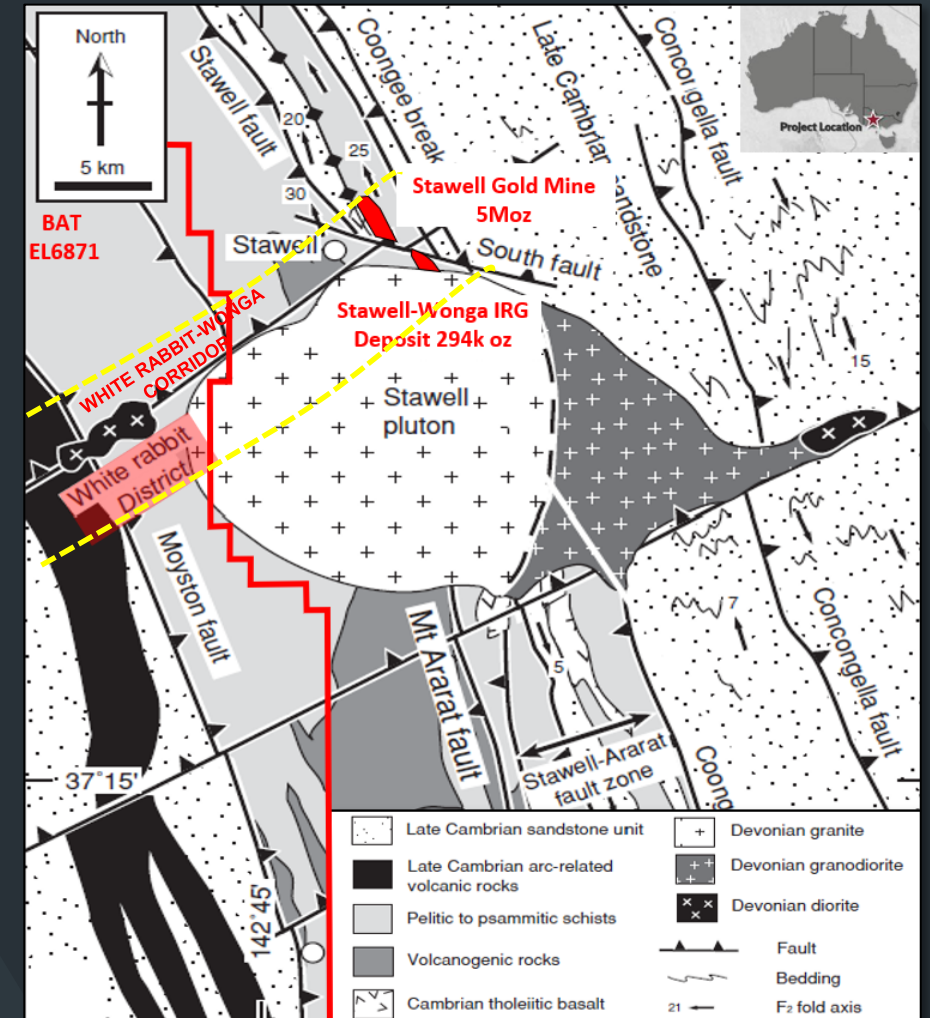 North
5 km
BAT
EL6871
Stawell fault
Coongee break
Late Cambrian sandstone
Concongella fault
Project Location
20
25
30
Stawell Gold Mine
5Moz
Stawell
South fault
WHITE RABBIT-WONGA
CORRIDOR
Stawell-Wonga IRG
Deposit 294k oz
15
Stawell
pluton
White rabbit
District
Moyston fault
Mt Ararat fault
7
5
Concongella fault
Stawell-Ararat
fault zone
Coong
37°15'
142°45'
Late Cambrian sandstone unit
Late Cambrian arc-related
volcanic rocks
Pelitic to psammitic schists
Volcanogenic rocks
Cambrian tholeiitic basalt
Devonian granite
Devonian granodiorite
Devonian diorite
Fault
Bedding
21
F2 fold axis